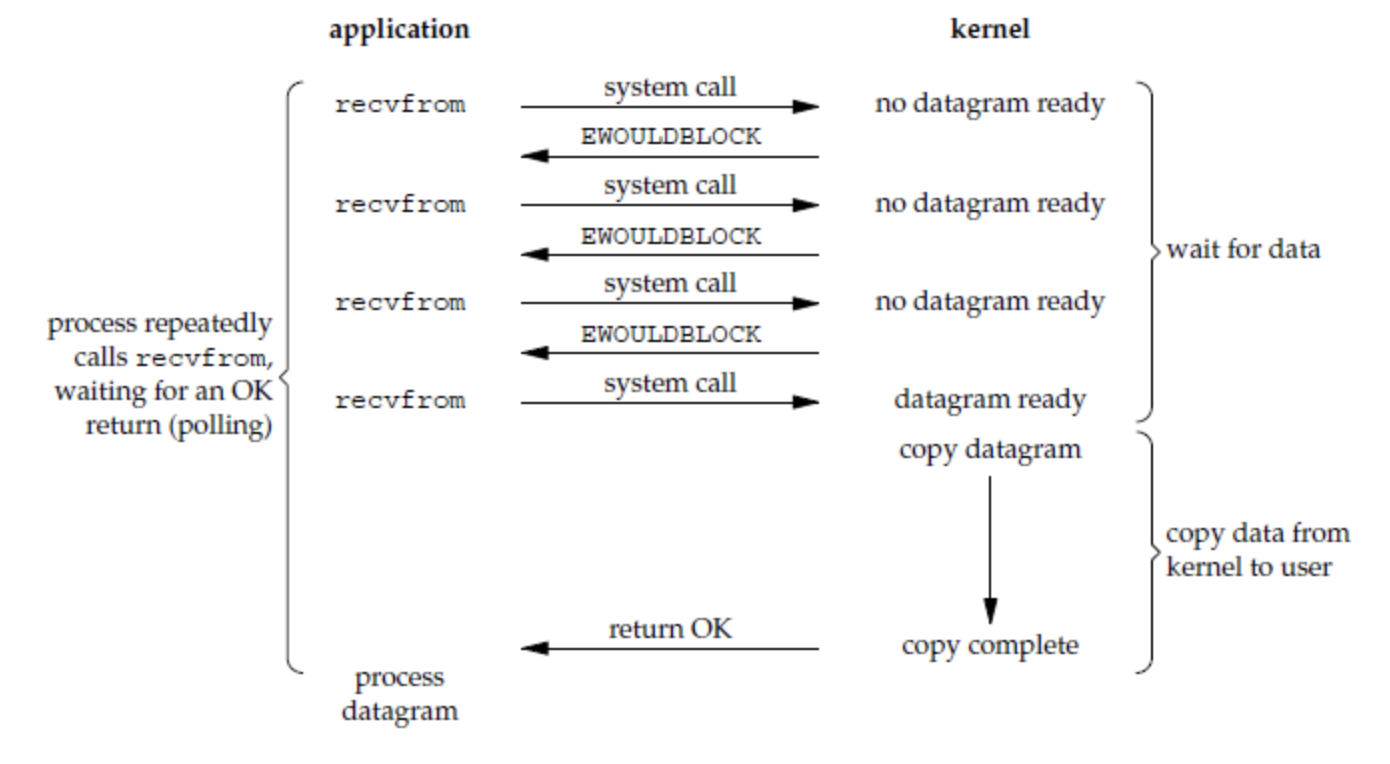 application
kernel
recvfrom
system call
no datagram ready
EWOULDBLOCK
recvfrom
system call
no datagram ready
EWOULDBLOCK
recvfrom
system call
no datagram ready
EWOULDBLOCK
recvfrom
system call
datagram ready
wait for data
process repeatedly
calls recvfrom,
waiting for an OK
return (polling)
copy datagram
copy data from
kernel to user
return OK
copy complete
process
datagram